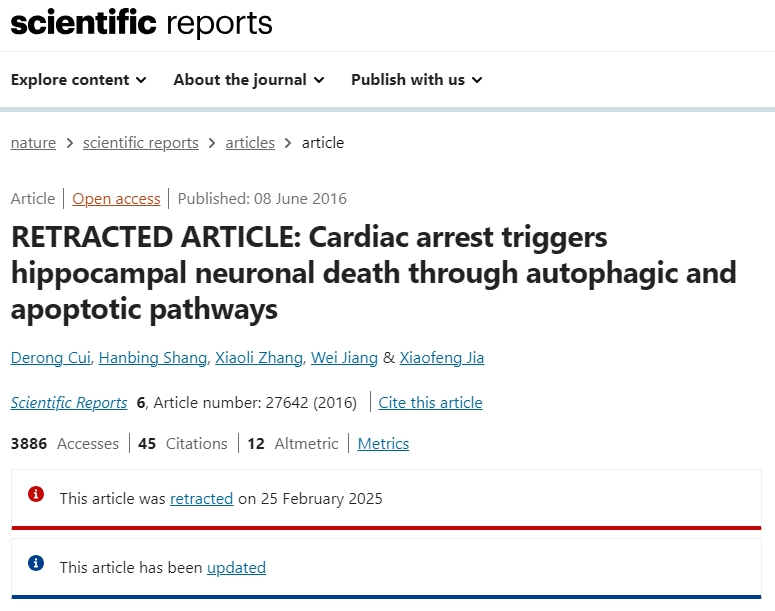 scientific reports
Explore content About the journal Publish with us
nature > scientific reports > articles > article
Article | Open access | Published: 08 June 2016
RETRACTED ARTICLE: Cardiac arrest triggers
hippocampal neuronal death through autophagic and
apoptotic pathways
Derong Cui, Hanbing Shang, Xiaoli Zhang, Wei Jiang & Xiaofeng Jia
Scientific Reports 6, Article number: 27642 (2016) | Cite this article
3886 Accesses | 45 Citations | 12 Altmetric | Metrics
This article was retracted on 25 February 2025
This article has been updated